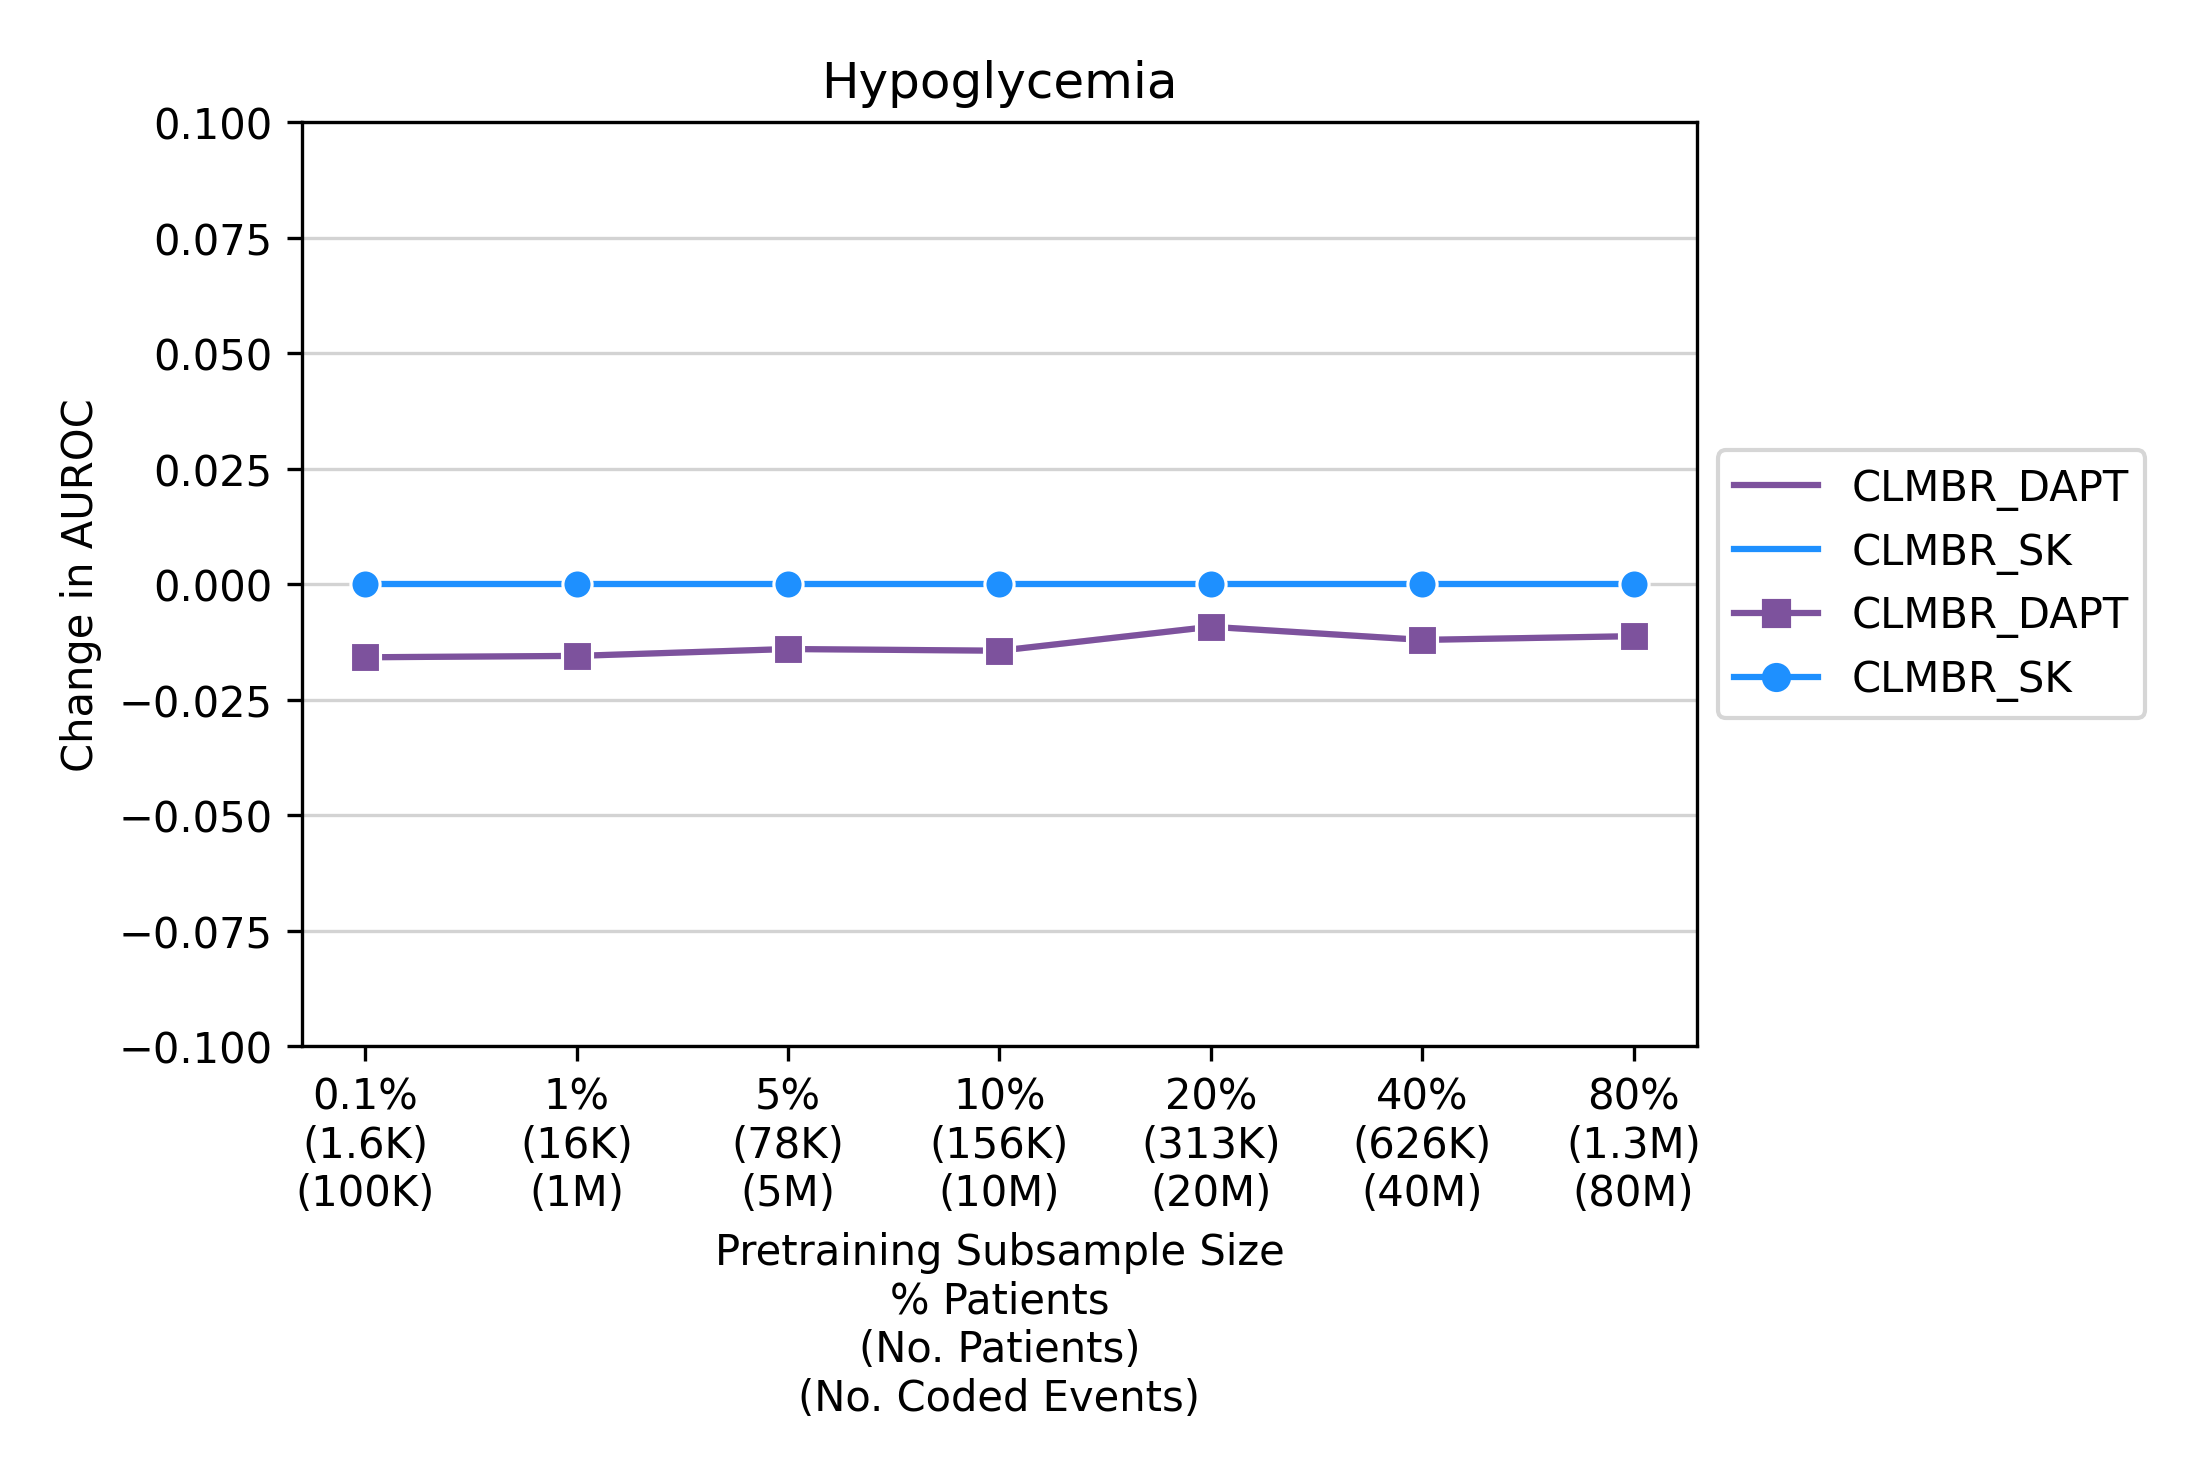 Hypoglycemia
0.100
0.075
0.050
0.025
0.000
−0.025
−0.050
−0.075
−0.100
Change in AUROC
CLMBR_DAPT
CLMBR_SK
CLMBR_DAPT
CLMBR_SK
0.1% 1% 5% 10% 20% 40% 80%
(1.6K) (16K) (78K) (156K) (313K) (626K) (1.3M)
(100K) (1M) (5M) (10M) (20M) (40M) (80M)
Pretraining Subsample Size
% Patients
(No. Patients)
(No. Coded Events)